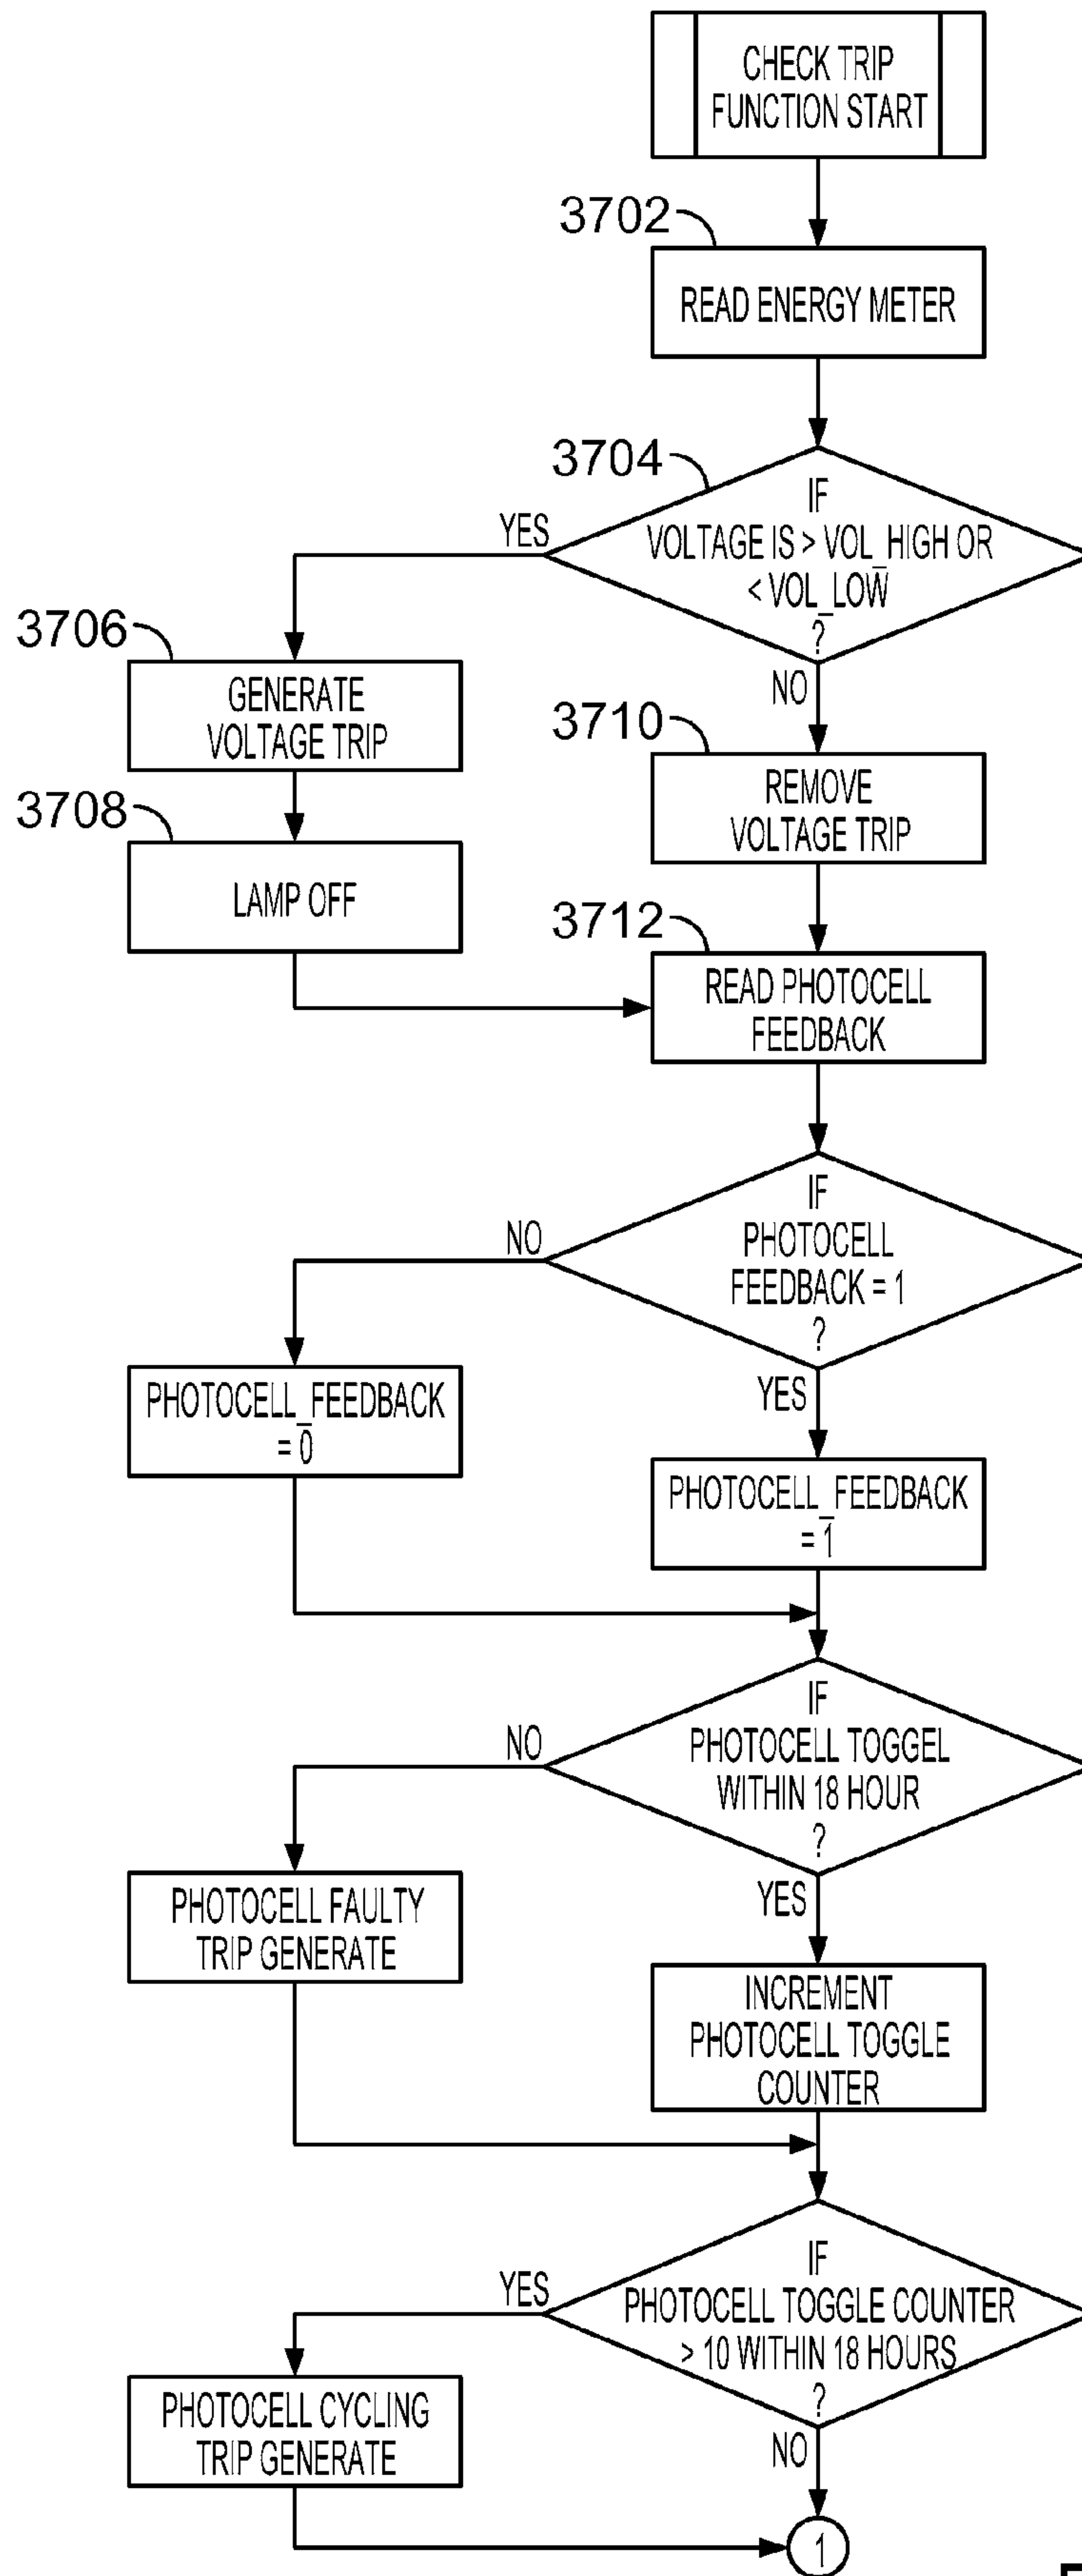 CHECK TRIP
FUNCTION START
3702
READ ENERGY METER
3704
IF
VOLTAGE IS > VOL_HIGH OR
< VOL_LOW
?
YES
NO
3706
GENERATE
VOLTAGE TRIP
3710
REMOVE
VOLTAGE TRIP
3708
LAMP OFF
3712
READ PHOTOCELL
FEEDBACK
IF
PHOTOCELL
FEEDBACK = 1
?
NO
YES
PHOTOCELL_FEEDBACK
= 0
PHOTOCELL_FEEDBACK
= 1
IF
PHOTOCELL TOGGEL
WITHIN 18 HOUR
?
NO
YES
PHOTOCELL FAULTY
TRIP GENERATE
INCREMENT
PHOTOCELL TOGGLE
COUNTER
IF
PHOTOCELL TOGGLE COUNTER
> 10 WITHIN 18 HOURS
?
YES
NO
PHOTOCELL CYCLING
TRIP GENERATE
1